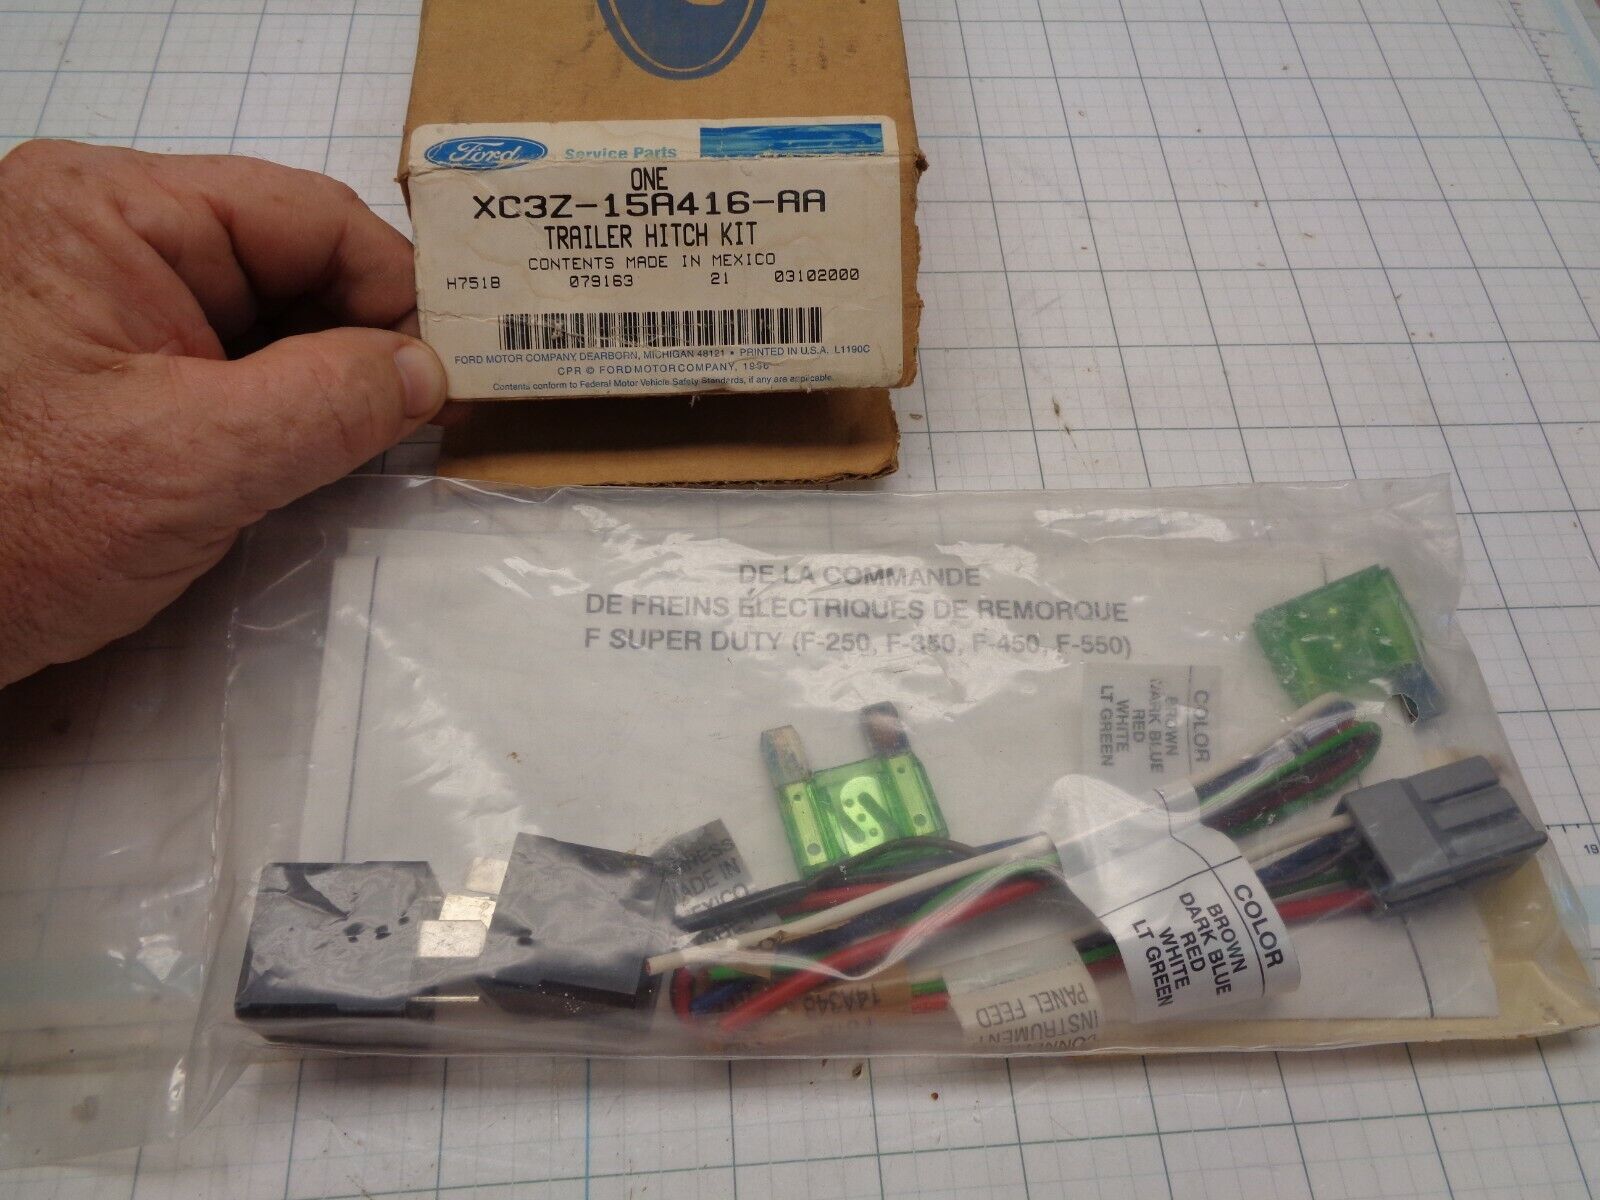 Ford Service Parts
ONE
XC3Z-15A416-AA
TRAILER HITCH KIT
CONTENTS MADE IN MEXICO
H7518 079163 21 03102000
FORD MOTOR COMPANY, DEARBORN, MICHIGAN 48121 • PRINTED IN U.S.A. L1190C
CPR © FORD MOTOR COMPANY, 1996
Contents conform to Federal Motor Vehicle Safety Standards, if any are applicable.
DE LA COMMANDE
DE FREINS ÉLECTRIQUES DE REMORQUE
F SUPER DUTY (F-250, F-350, F-450, F-550)
COLOR
BROWN
DARK BLUE
RED
WHITE
LT GREEN
MADE IN
MEXICO
COLOR
BROWN
DARK BLUE
RED
WHITE
LT GREEN
INSTRUMENT
PANEL FEED
19